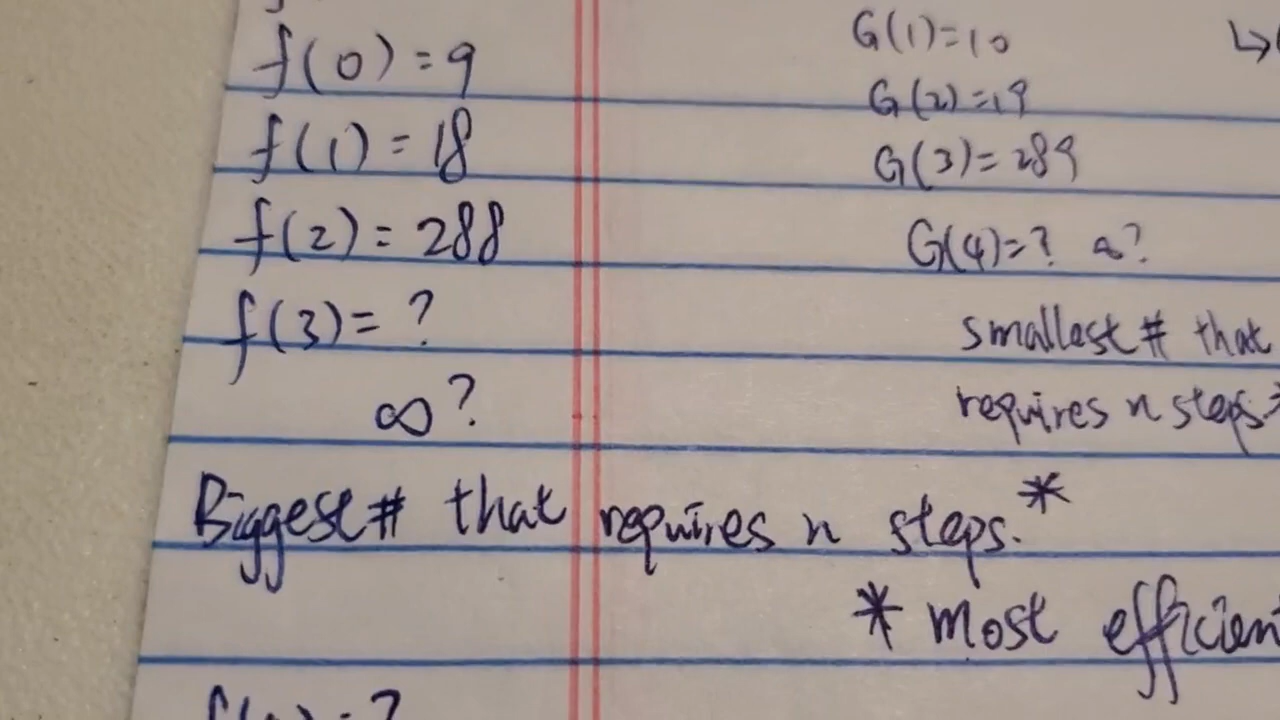 f(0) = 9
f(1) = 18
f(2) = 288
f(3) = ?
∞?
Biggest # that requires n steps.*
* most
G(1)=10
G(2)=19
G(3)=289
G(4)=?
smallest # that
requires n steps